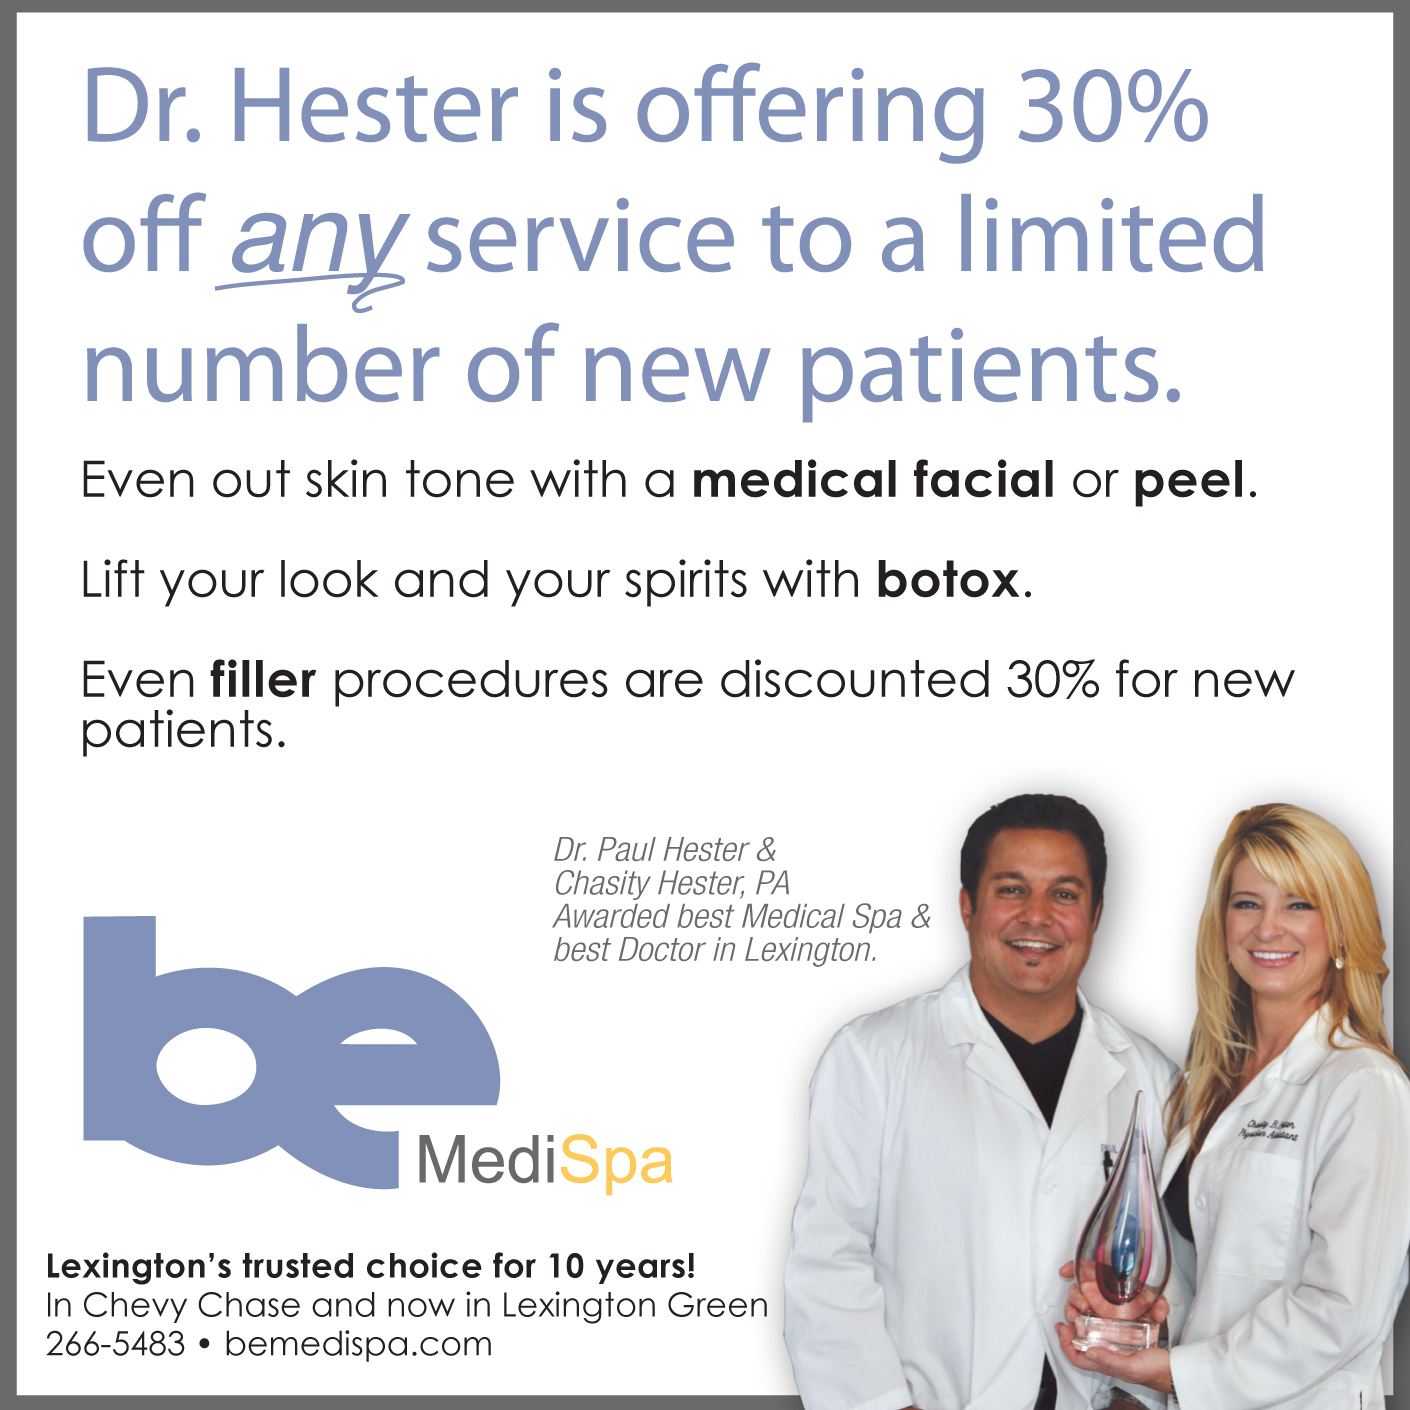 Dr. Hester is offering 30%
off any service to a limited
number of new patients.
Even out skin tone with a medical facial or peel.
Lift your look and your spirits with botox.
Even filler procedures are discounted 30% for new
patients.
Dr. Paul Hester &
Chasity Hester, PA
Awarded best Medical Spa &
best Doctor in Lexington.
be
MediSpa
Physician Assistant
Lexington's trusted choice for 10 years!
In Chevy Chase and now in Lexington Green
266-5483 • bemedispa.com